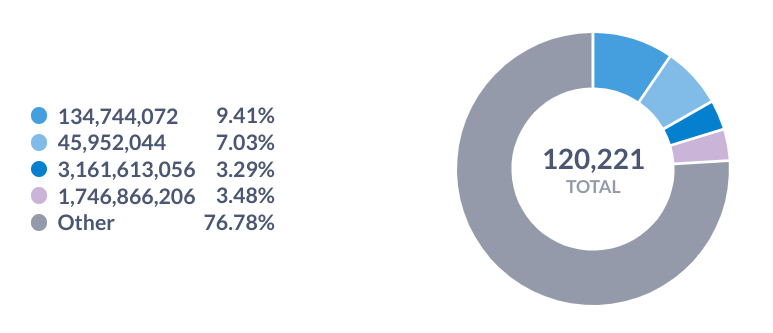 134,744,072 9.41%
45,952,044 7.03%
3,161,613,056 3.29%
1,746,866,206 3.48%
Other 76.78%
120,221
TOTAL